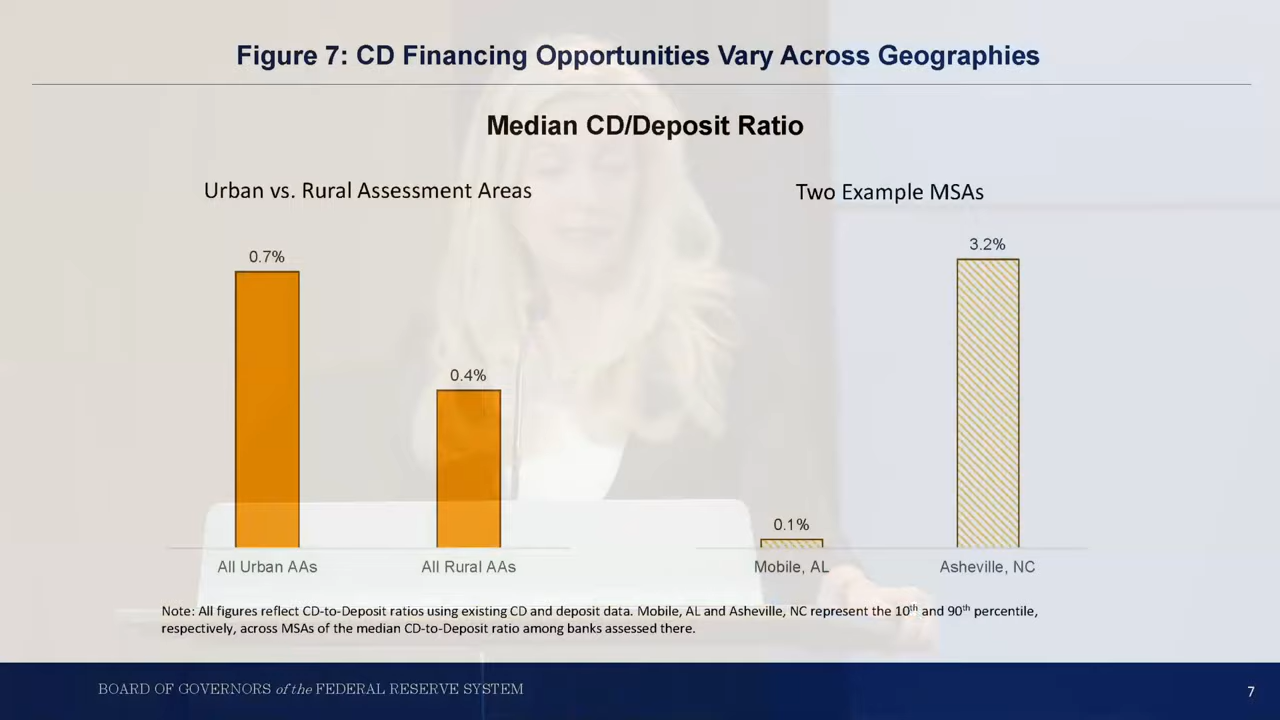 Figure 7: CD Financing Opportunities Vary Across Geographies
Median CD/Deposit Ratio
Urban vs. Rural Assessment Areas
0.7%
0.4%
All Urban AAs
All Rural AAs
Two Example MSAs
3.2%
0.1%
Mobile, AL
Asheville, NC
Note: All figures reflect CD-to-Deposit ratios using existing CD and deposit data. Mobile, AL and Asheville, NC represent the 10th and 90th percentile,
respectively, across MSAs of the median CD-to-Deposit ratio among banks assessed there.
BOARD OF GOVERNORS of the FEDERAL RESERVE SYSTEM
7